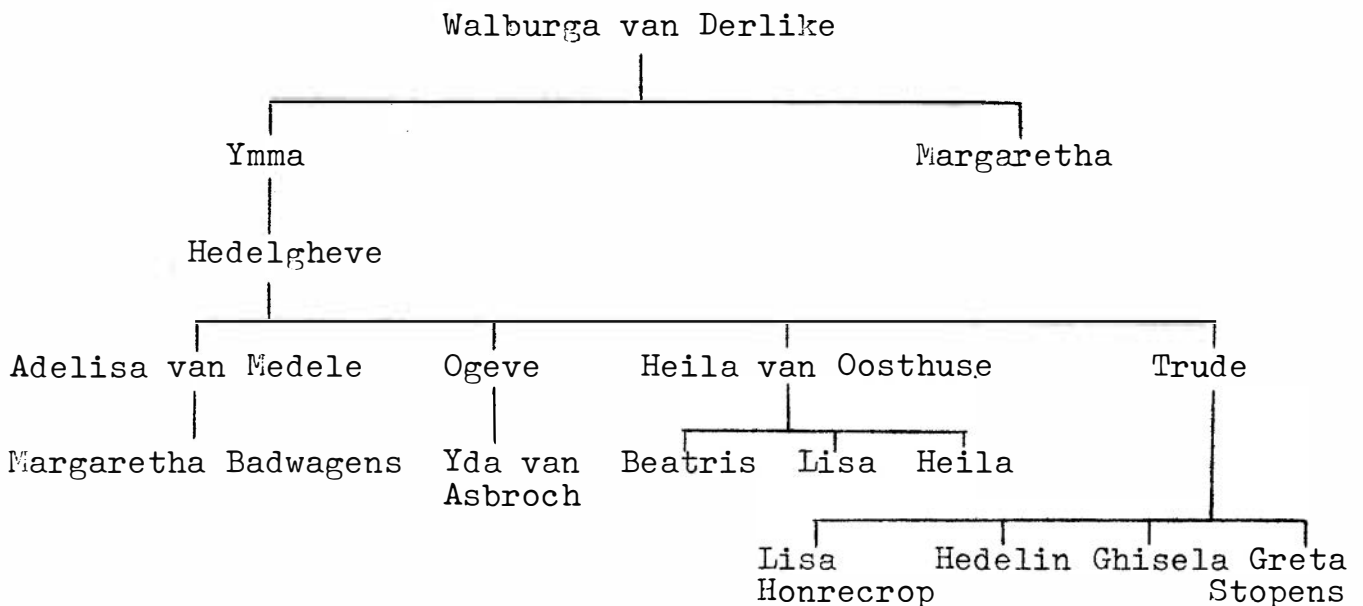 Walburga van Derlike
Ymma Margaretha
Hedelgheve
Adelisa van Medele Ogeve Heila van Oosthuse Trude
Margaretha Badwagens Yda van Beatris Lisa Heila
Asbroch
Lisa Hedelin Ghisela Greta
Honrecrop Stopens